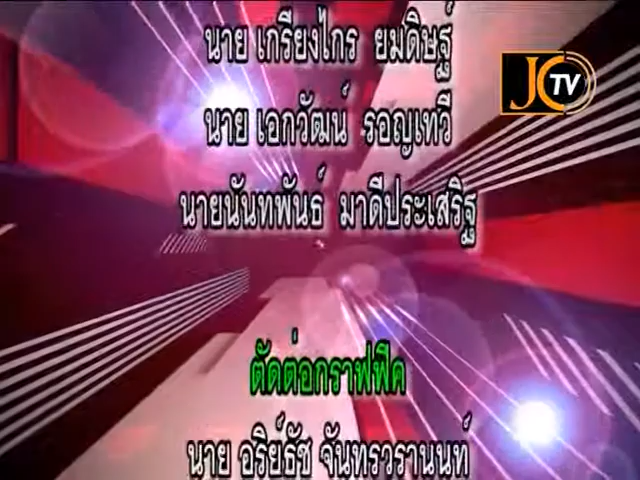 นาย เกรียงไกร ยมดิษฐ์
JCTV
นาย เอกวัฒน์ รอญเทวี
นายนันทพันธ์ มาดีประเสริฐ
ตัดต่อกราฟฟิค
นาย อริย์ธัช จันทรวรานนท์